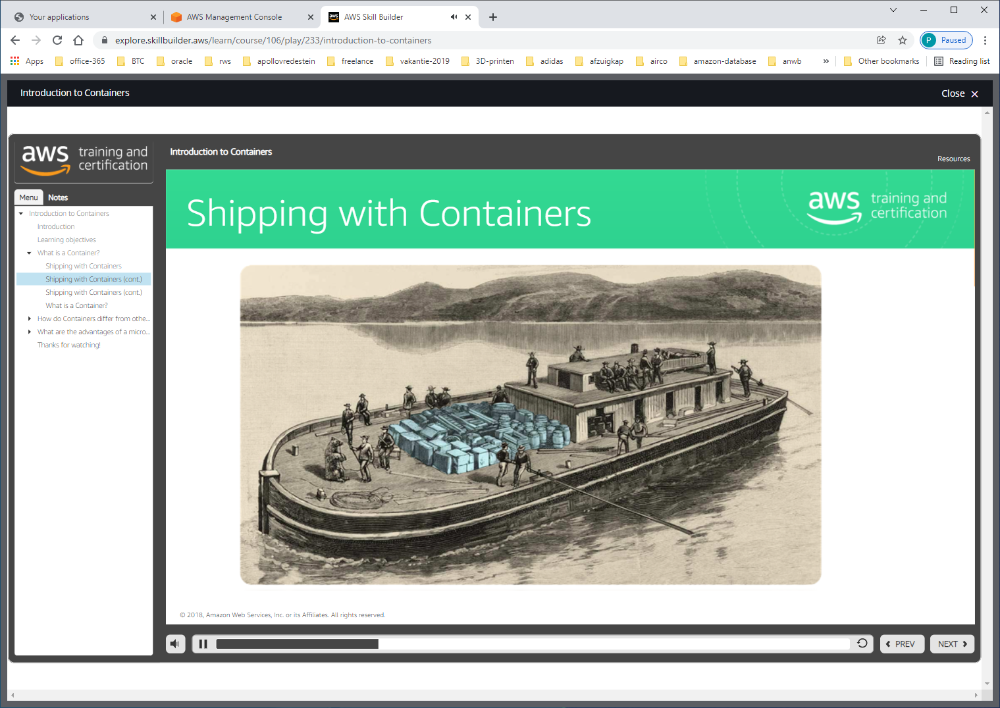 Your applications
AWS Management Console
aws
AWS Skill Builder
explore.skillbuilder.aws/learn/course/106/play/233/introduction-to-containers
P Paused
Apps office-365 BTC oracle rws apollovredestein freelance vakantie-2019 3D-printen adidas afzuigkap airco amazon-database anwb » Other bookmarks Reading list
Introduction to Containers
Close
aws training and certification
Introduction to Containers
Resources
Menu Notes
Introduction to Containers
Introduction
Learning objectives
What is a Container?
Shipping with Containers
Shipping with Containers (cont.)
Shipping with Containers (cont.)
What is a Container?
How do Containers differ from othe...
What are the advantages of a micro...
Thanks for watching!
Shipping with Containers
aws training and certification
© 2018, Amazon Web Services, Inc. or its Affiliates. All rights reserved.
PREV
NEXT